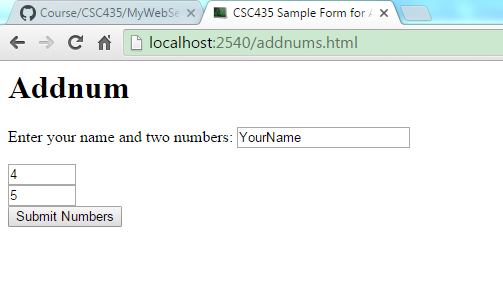 Course/CSC435/MyWebSe
CSC435 Sample Form for A
localhost:2540/addnums.html
Addnum
Enter your name and two numbers: YourName
4
5
Submit Numbers